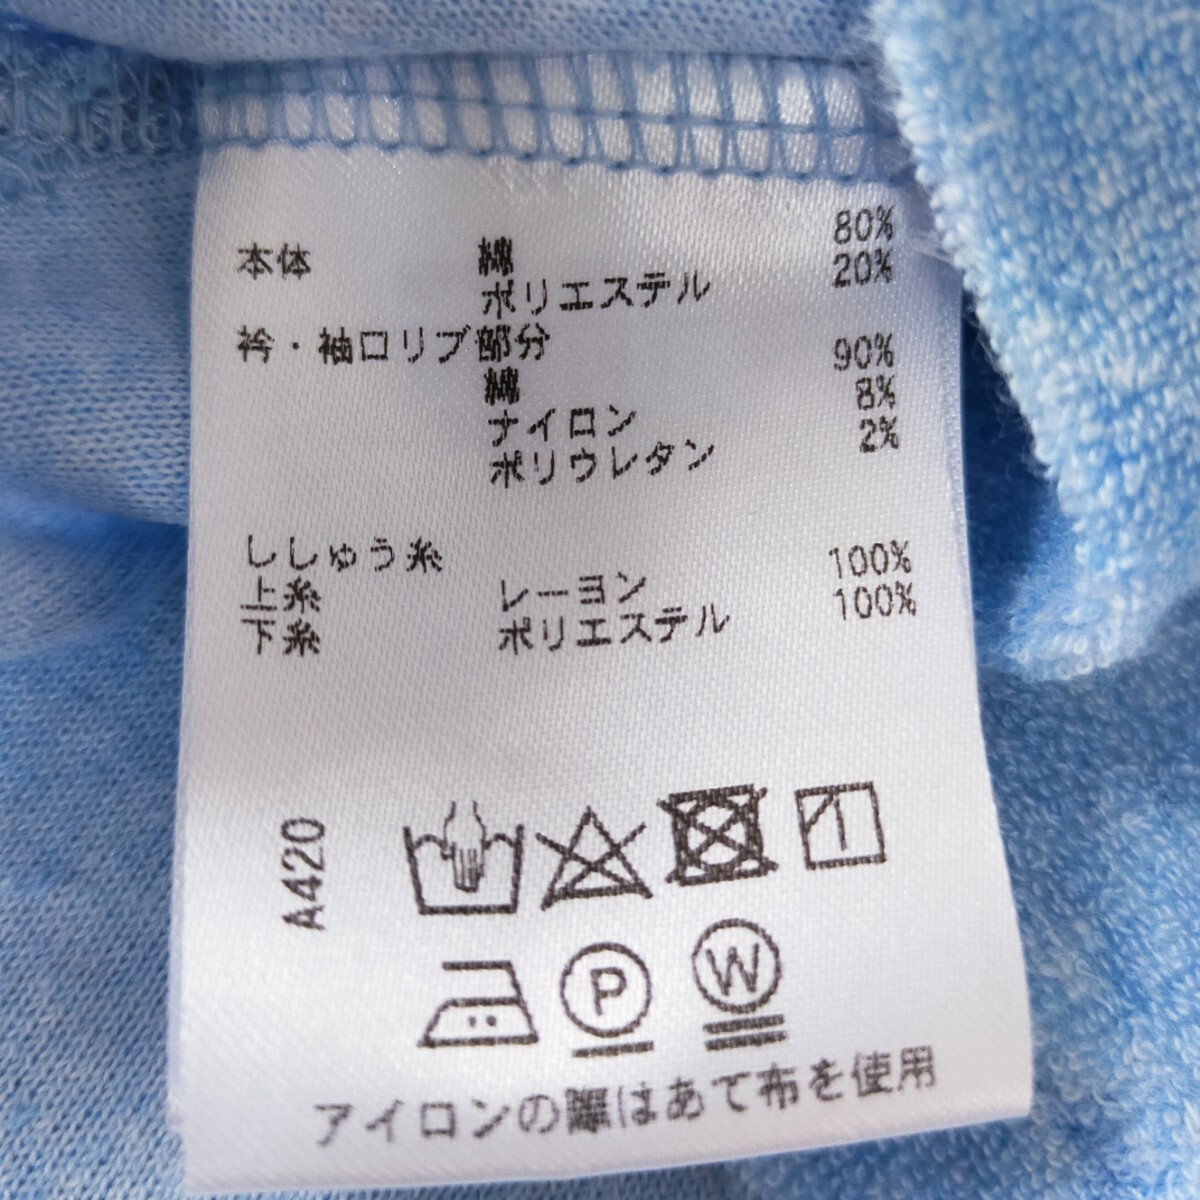 本体 綿 80%
ポリエステル 20%
衿・袖口リブ部分
綿 90%
ナイロン 8%
ポリウレタン 2%
ししゅう糸
上糸 レーヨン 100%
下糸 ポリエステル 100%
A420
P W
アイロンの際はあて布を使用